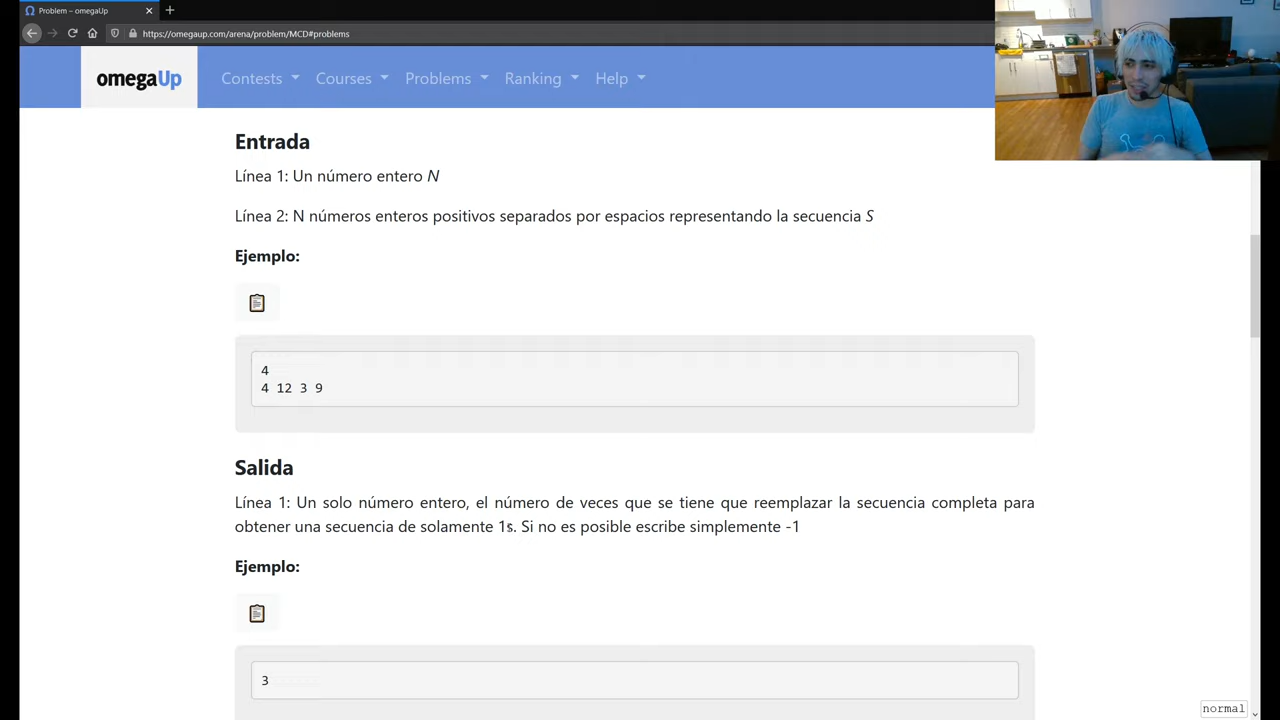 Problem – omegaUp
https://omegaup.com/arena/problem/MCD#problems
omegaUp Contests Courses Problems Ranking Help
Entrada
Línea 1: Un número entero N
Línea 2: N números enteros positivos separados por espacios representando la secuencia S
Ejemplo:
4
4 12 3 9
Salida
Línea 1: Un solo número entero, el número de veces que se tiene que reemplazar la secuencia completa para
obtener una secuencia de solamente 1s. Si no es posible escribe simplemente -1
Ejemplo:
3
normal